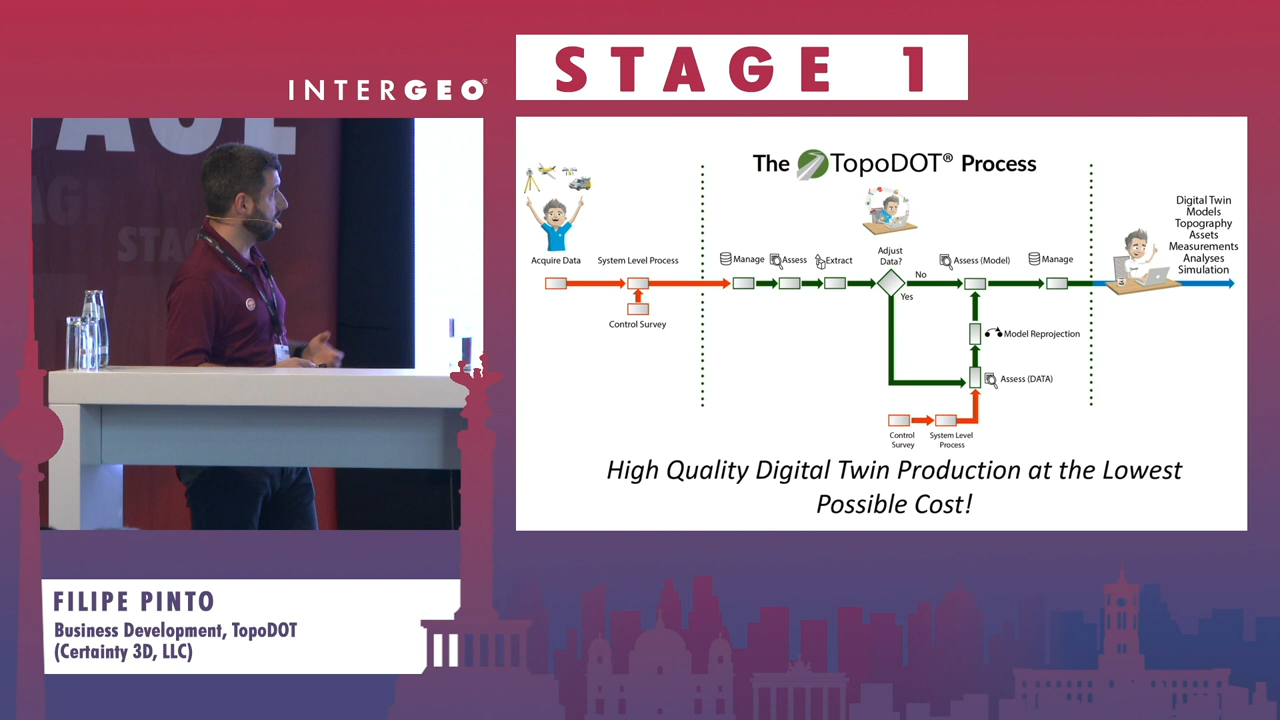 INTERGEO®
STAGE 1
STAGE
STAG
The TopoDOT® Process
Acquire Data
System Level Process
Control Survey
Manage
Assess
Extract
Adjust
Data?
No
Yes
Assess (Model)
Manage
Model Reprojection
Assess (DATA)
Control
Survey
System Level
Process
Digital Twin
Models
Topography
Assets
Measurements
Analyses
Simulation
High Quality Digital Twin Production at the Lowest
Possible Cost!
FILIPE PINTO
Business Development, TopoDOT
(Certainty 3D, LLC)